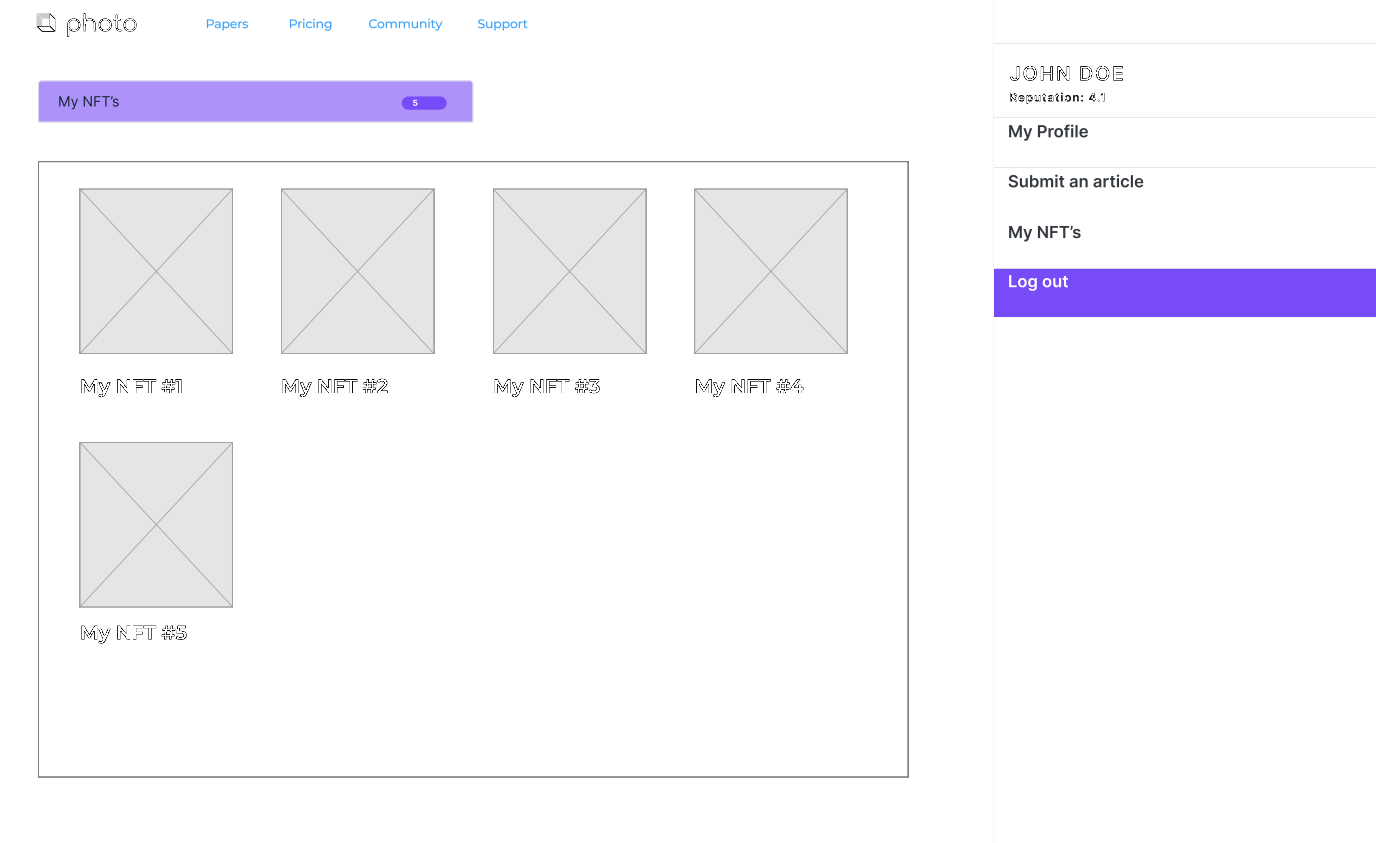 photo
Papers Pricing Community Support
My NFT’s 5
My NFT #1 My NFT #2 My NFT #3 My NFT #4
My NFT #5
JOHN DOE
Reputation: 4.1
My Profile
Submit an article
My NFT’s
Log out